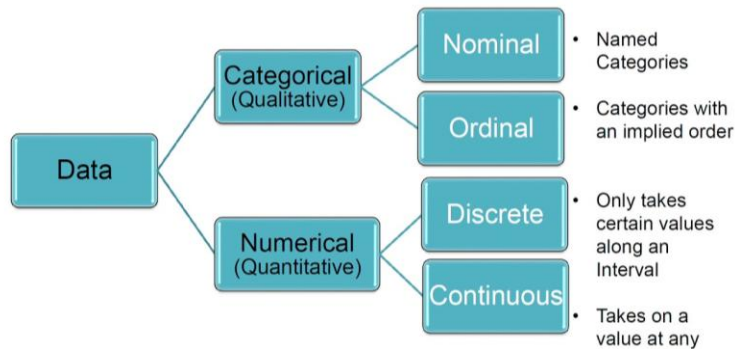 Data
Categorical
(Qualitative)
Nominal
• Named
Categories
Ordinal
• Categories with
an implied order
Numerical
(Quantitative)
Discrete
• Only takes
certain values
along an
Interval
Continuous
• Takes on a
value at any